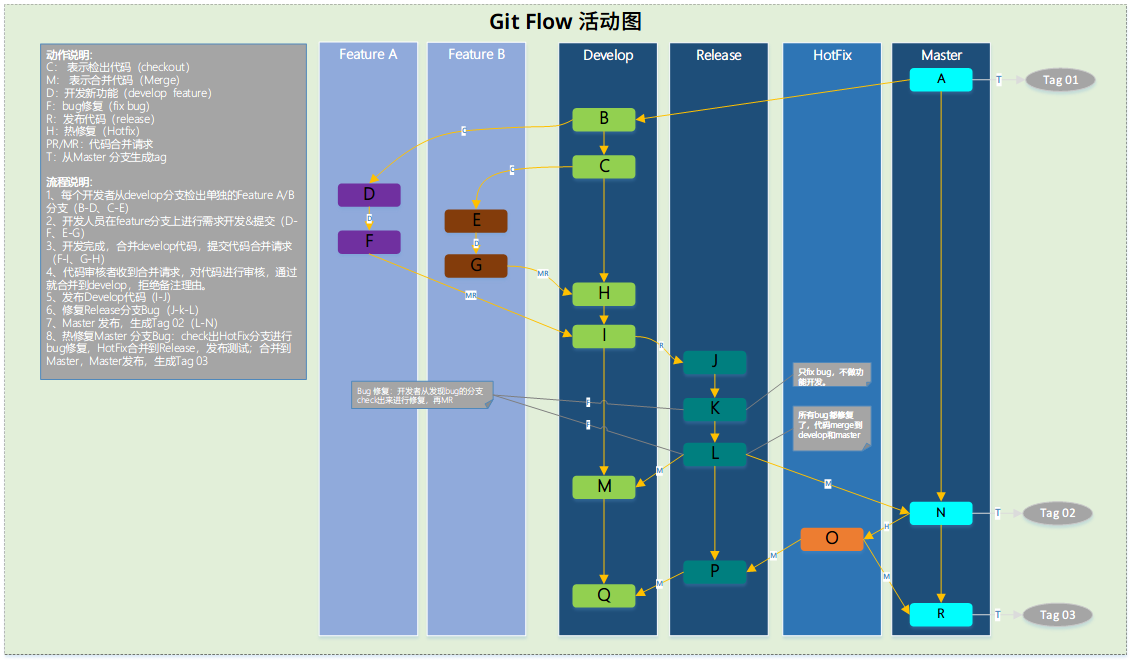 Git Flow 活动图
动作说明:
C： 表示检出代码（checkout）
M： 表示合并代码（Merge）
D：开发新功能（develop feature）
F：bug修复（fix bug）
R：发布代码（release）
H：热修复（Hotfix）
PR/MR：代码合并请求
T：从Master 分支生成tag
流程说明:
1、每个开发者从develop分支检出单独的Feature A/B
分支（B-D、C-E）
2、开发人员在feature分支上进行需求开发&提交（D-
F、E-G）
3、开发完成，合并develop代码，提交代码合并请求
（F-I、G-H）
4、代码审核者收到合并请求，对代码进行审核，通过
就合并到develop，拒绝备注理由。
5、发布Develop代码（I-J）
6、修复Release分支Bug（J-k-L）
7、Master 发布，生成Tag 02（L-N）
8、热修复Master 分支Bug：check出HotFix分支进行
bug修复，HotFix合并到Release，发布测试；合并到
Master，Master发布，生成Tag 03
Feature A
Feature B
Develop
Release
HotFix
Master
A
T
Tag 01
B
C
C
C
D
D
F
E
D
G
MR
MR
H
I
R
J
只fix bug，不做功
能开发。
Bug 修复：开发者从发现bug的分支
check出来进行修复，再MR
F
K
所有bug都修复
了，代码merge到
develop和master
F
L
M
M
M
N
T
Tag 02
H
O
M
P
M
M
Q
R
T
Tag 03